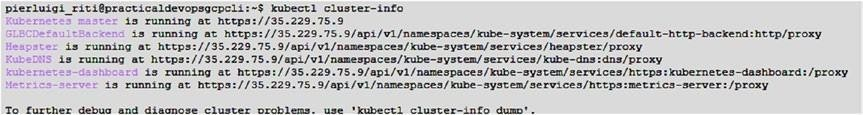 pierluigi_riti@practicaldevopsgcpcli:~$ kubectl cluster-info
Kubernetes master is running at https://35.229.75.9
GLBCDefaultBackend is running at https://35.229.75.9/api/v1/namespaces/kube-system/services/default-http-backend:http/proxy
Heapster is running at https://35.229.75.9/api/v1/namespaces/kube-system/services/heapster/proxy
KubeDNS is running at https://35.229.75.9/api/v1/namespaces/kube-system/services/kube-dns:dns/proxy
kubernetes-dashboard is running at https://35.229.75.9/api/v1/namespaces/kube-system/services/https:kubernetes-dashboard:/proxy
Metrics-server is running at https://35.229.75.9/api/v1/namespaces/kube-system/services/https:metrics-server:/proxy
To further debug and diagnose cluster problems, use 'kubectl cluster-info dump'.